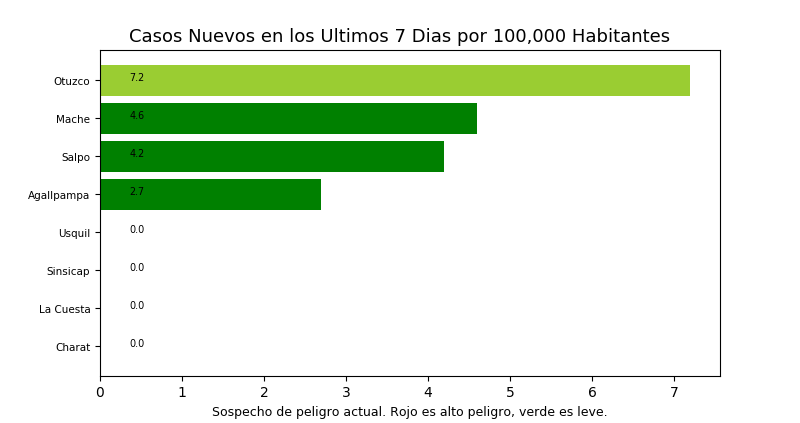 Casos Nuevos en los Ultimos 7 Dias por 100,000 Habitantes
Otuzco 7.2
Mache 4.6
Salpo 4.2
Agallpampa 2.7
Usquil 0.0
Sinsicap 0.0
La Cuesta 0.0
Charat 0.0
0 1 2 3 4 5 6 7
Sospecho de peligro actual. Rojo es alto peligro, verde es leve.